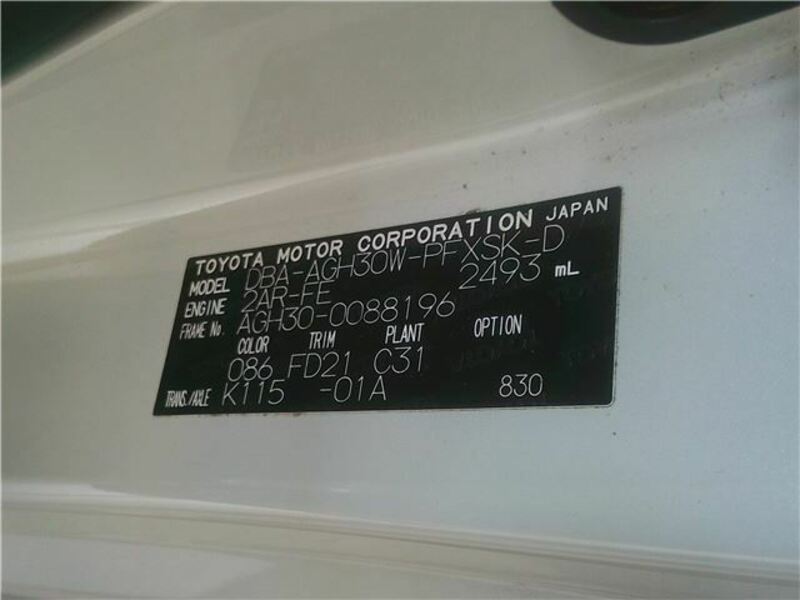 TOYOTA MOTOR CORPORATION JAPAN
MODEL DBA-AGH30W-PFXSK-D
ENGINE 2AR-FE 2493 mL
FRAME No. AGH30-0088196
COLOR TRIM PLANT OPTION
086 FD21 C31
TRANS./AXLE K115 -01A 830